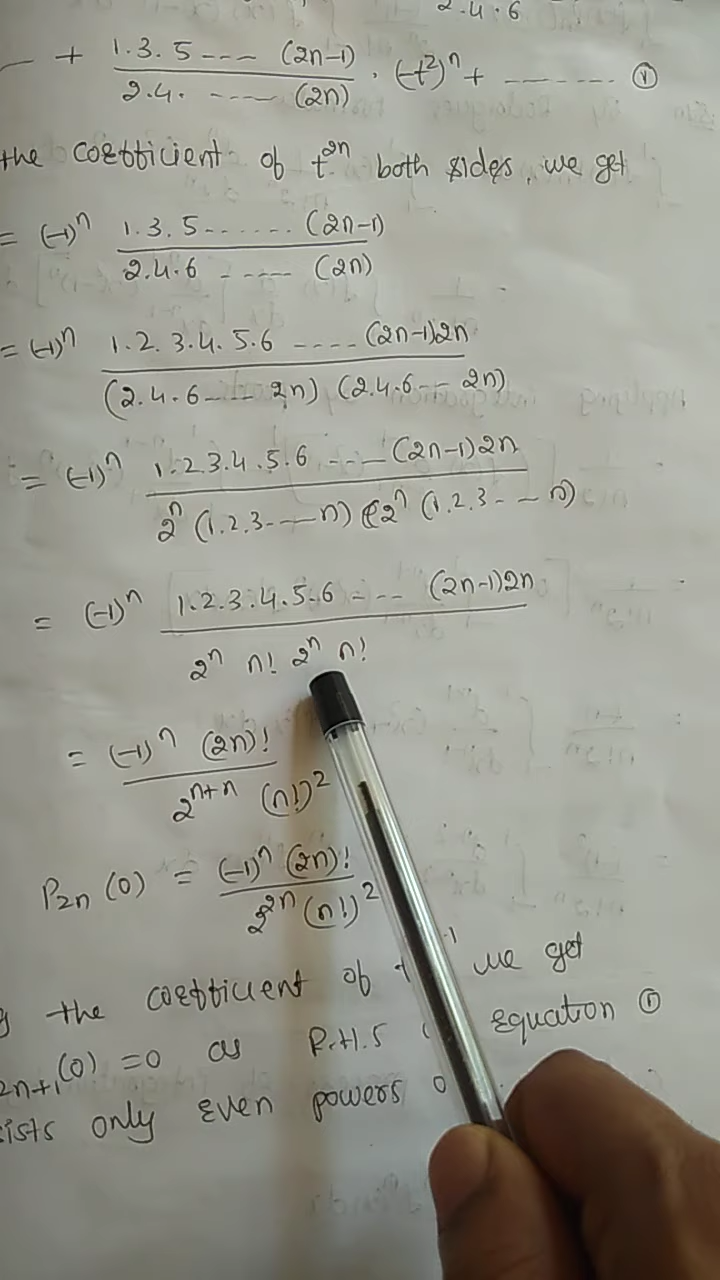 2.4.6
+ 1.3.5---- (2n-1) / 2.4. ------ (2n) . (-t²)ⁿ + -------- ①
the coefficient of t²ⁿ both sides, we get
= (-1)ⁿ 1.3.5------- (2n-1) / 2.4.6 ------ (2n)
= (-1)ⁿ 1.2.3.4.5.6 ---- (2n-1)2n / (2.4.6---- 2n) (2.4.6-- 2n)
= (-1)ⁿ 1.2.3.4.5.6 ---- (2n-1)2n / 2ⁿ (1.2.3----n) 2ⁿ (1.2.3--- n)
= (-1)ⁿ 1.2.3.4.5.6 --- (2n-1)2n / 2ⁿ n! 2ⁿ n!
= (-1)ⁿ (2n)! / 2ⁿ⁺ⁿ (n!)²
P₂ₙ(0) = (-1)ⁿ (2n)! / 2²ⁿ (n!)²
the coefficient of we get
2n+1(0) = 0 as R.H.S Equation ①
only even powers